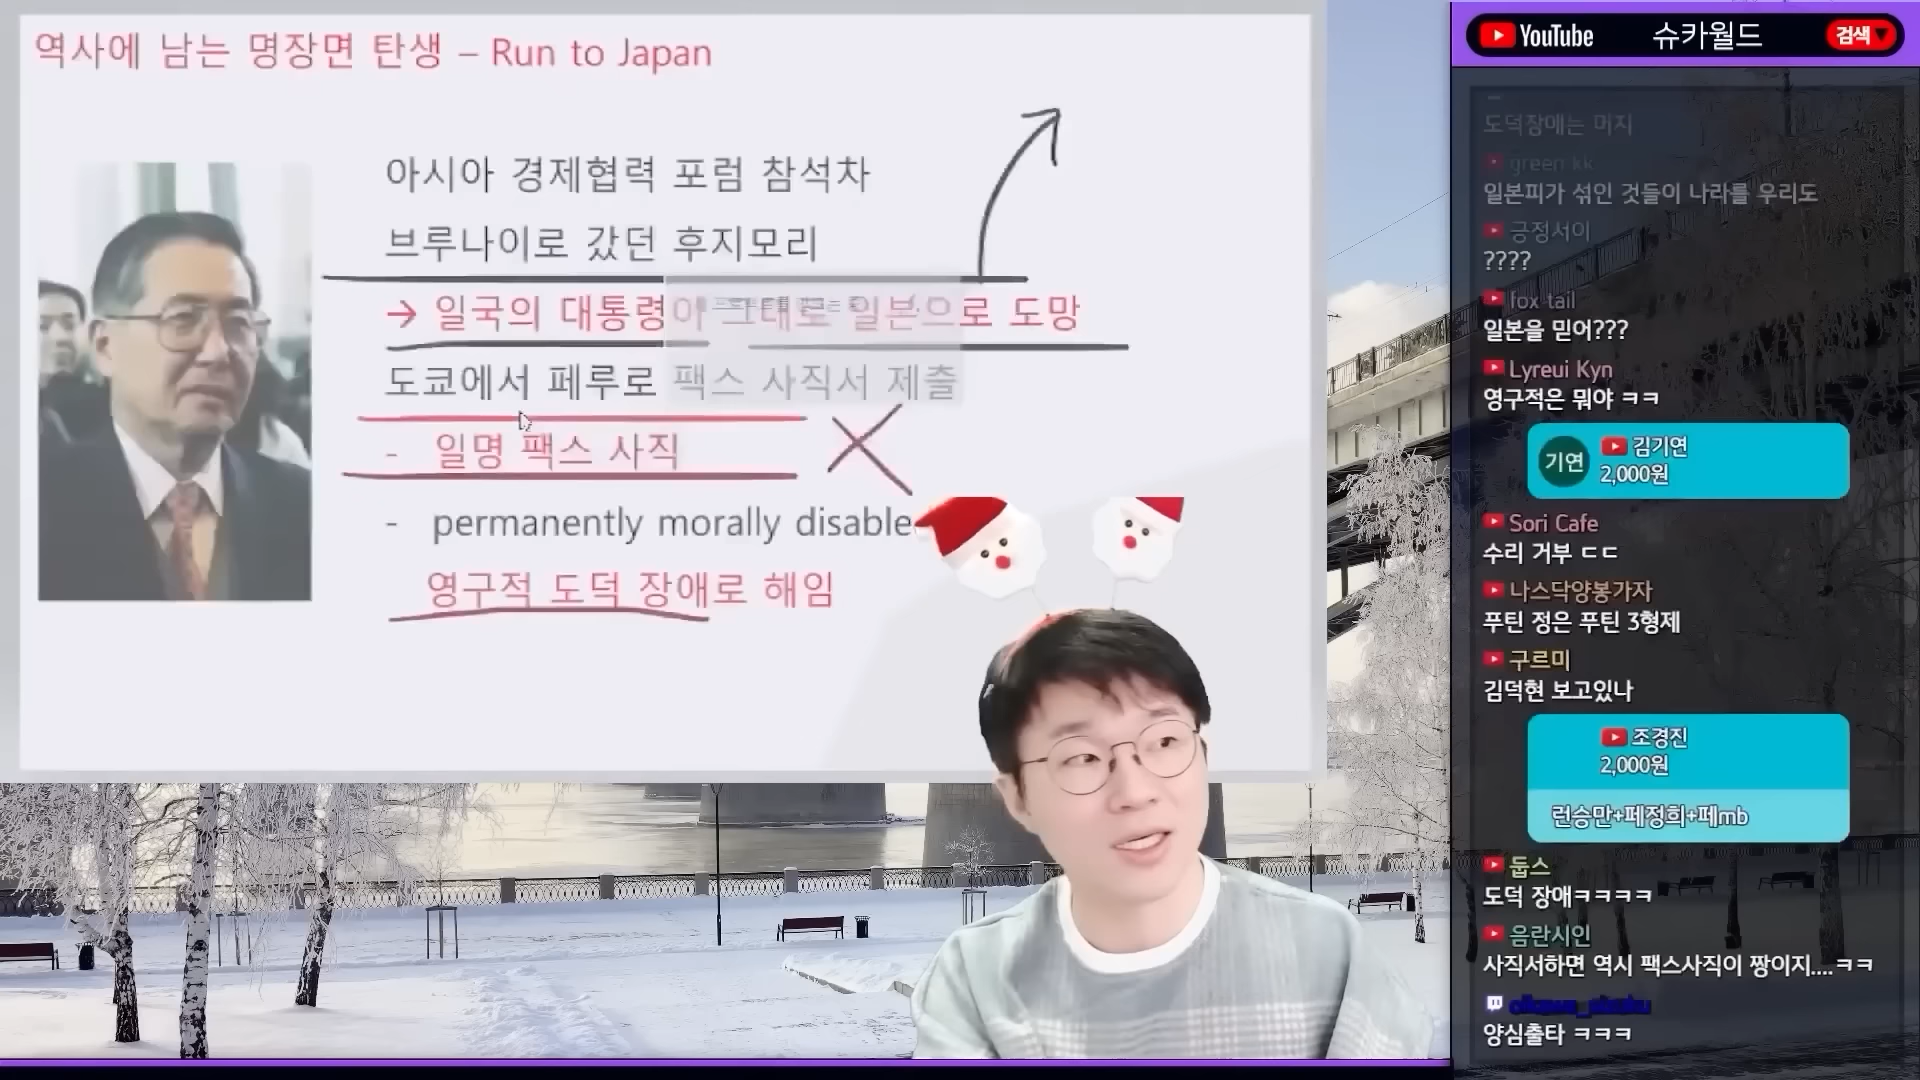 역사에 남는 명장면 탄생 – Run to Japan
아시아 경제협력 포럼 참석차
브루나이로 갔던 후지모리
→ 일국의 대통령이 그대로 일본으로 도망
도쿄에서 페루로 팩스 사직서 제출
- 일명 팩스 사직
- permanently morally disable
영구적 도덕 장애로 해임
YouTube 슈카월드 검색
도덕장애는 머지
green kk
일본피가 섞인 것들이 나라를 우리도
긍정서이
????
fox tail
일본을 믿어???
Lyreui Kyn
영구적은 뭐야 ㅋㅋ
기연 김기연
2,000원
Sori Cafe
수리 거부 ㄷㄷ
나스닥양봉가자
푸틴 정은 푸틴 3형제
구르미
김덕현 보고있나
조경진
2,000원
런승만+페정희+페mb
둡스
도덕 장애ㅋㅋㅋㅋ
음란시인
사직서하면 역시 팩스사직이 짱이지....ㅋㅋ
양심출타 ㅋㅋㅋ